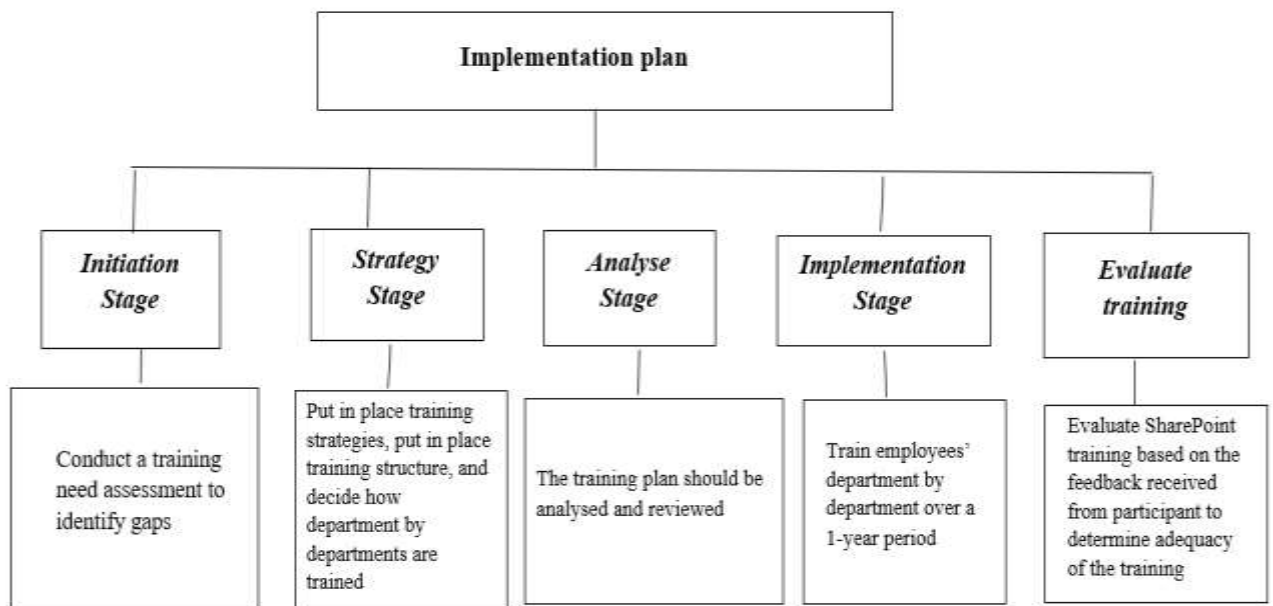 Implementation plan
Initiation
Stage
Strategy
Stage
Analyse
Stage
Implementation
Stage
Evaluate
training
Conduct a training
need assessment to
identify gaps
Put in place training
strategies, put in place
training structure, and
decide how
department by
departments are
trained
The training plan should be
analysed and reviewed
Train employees’
department by
department over a
1-year period
Evaluate SharePoint
training based on the
feedback received
from participant to
determine adequacy
of the training